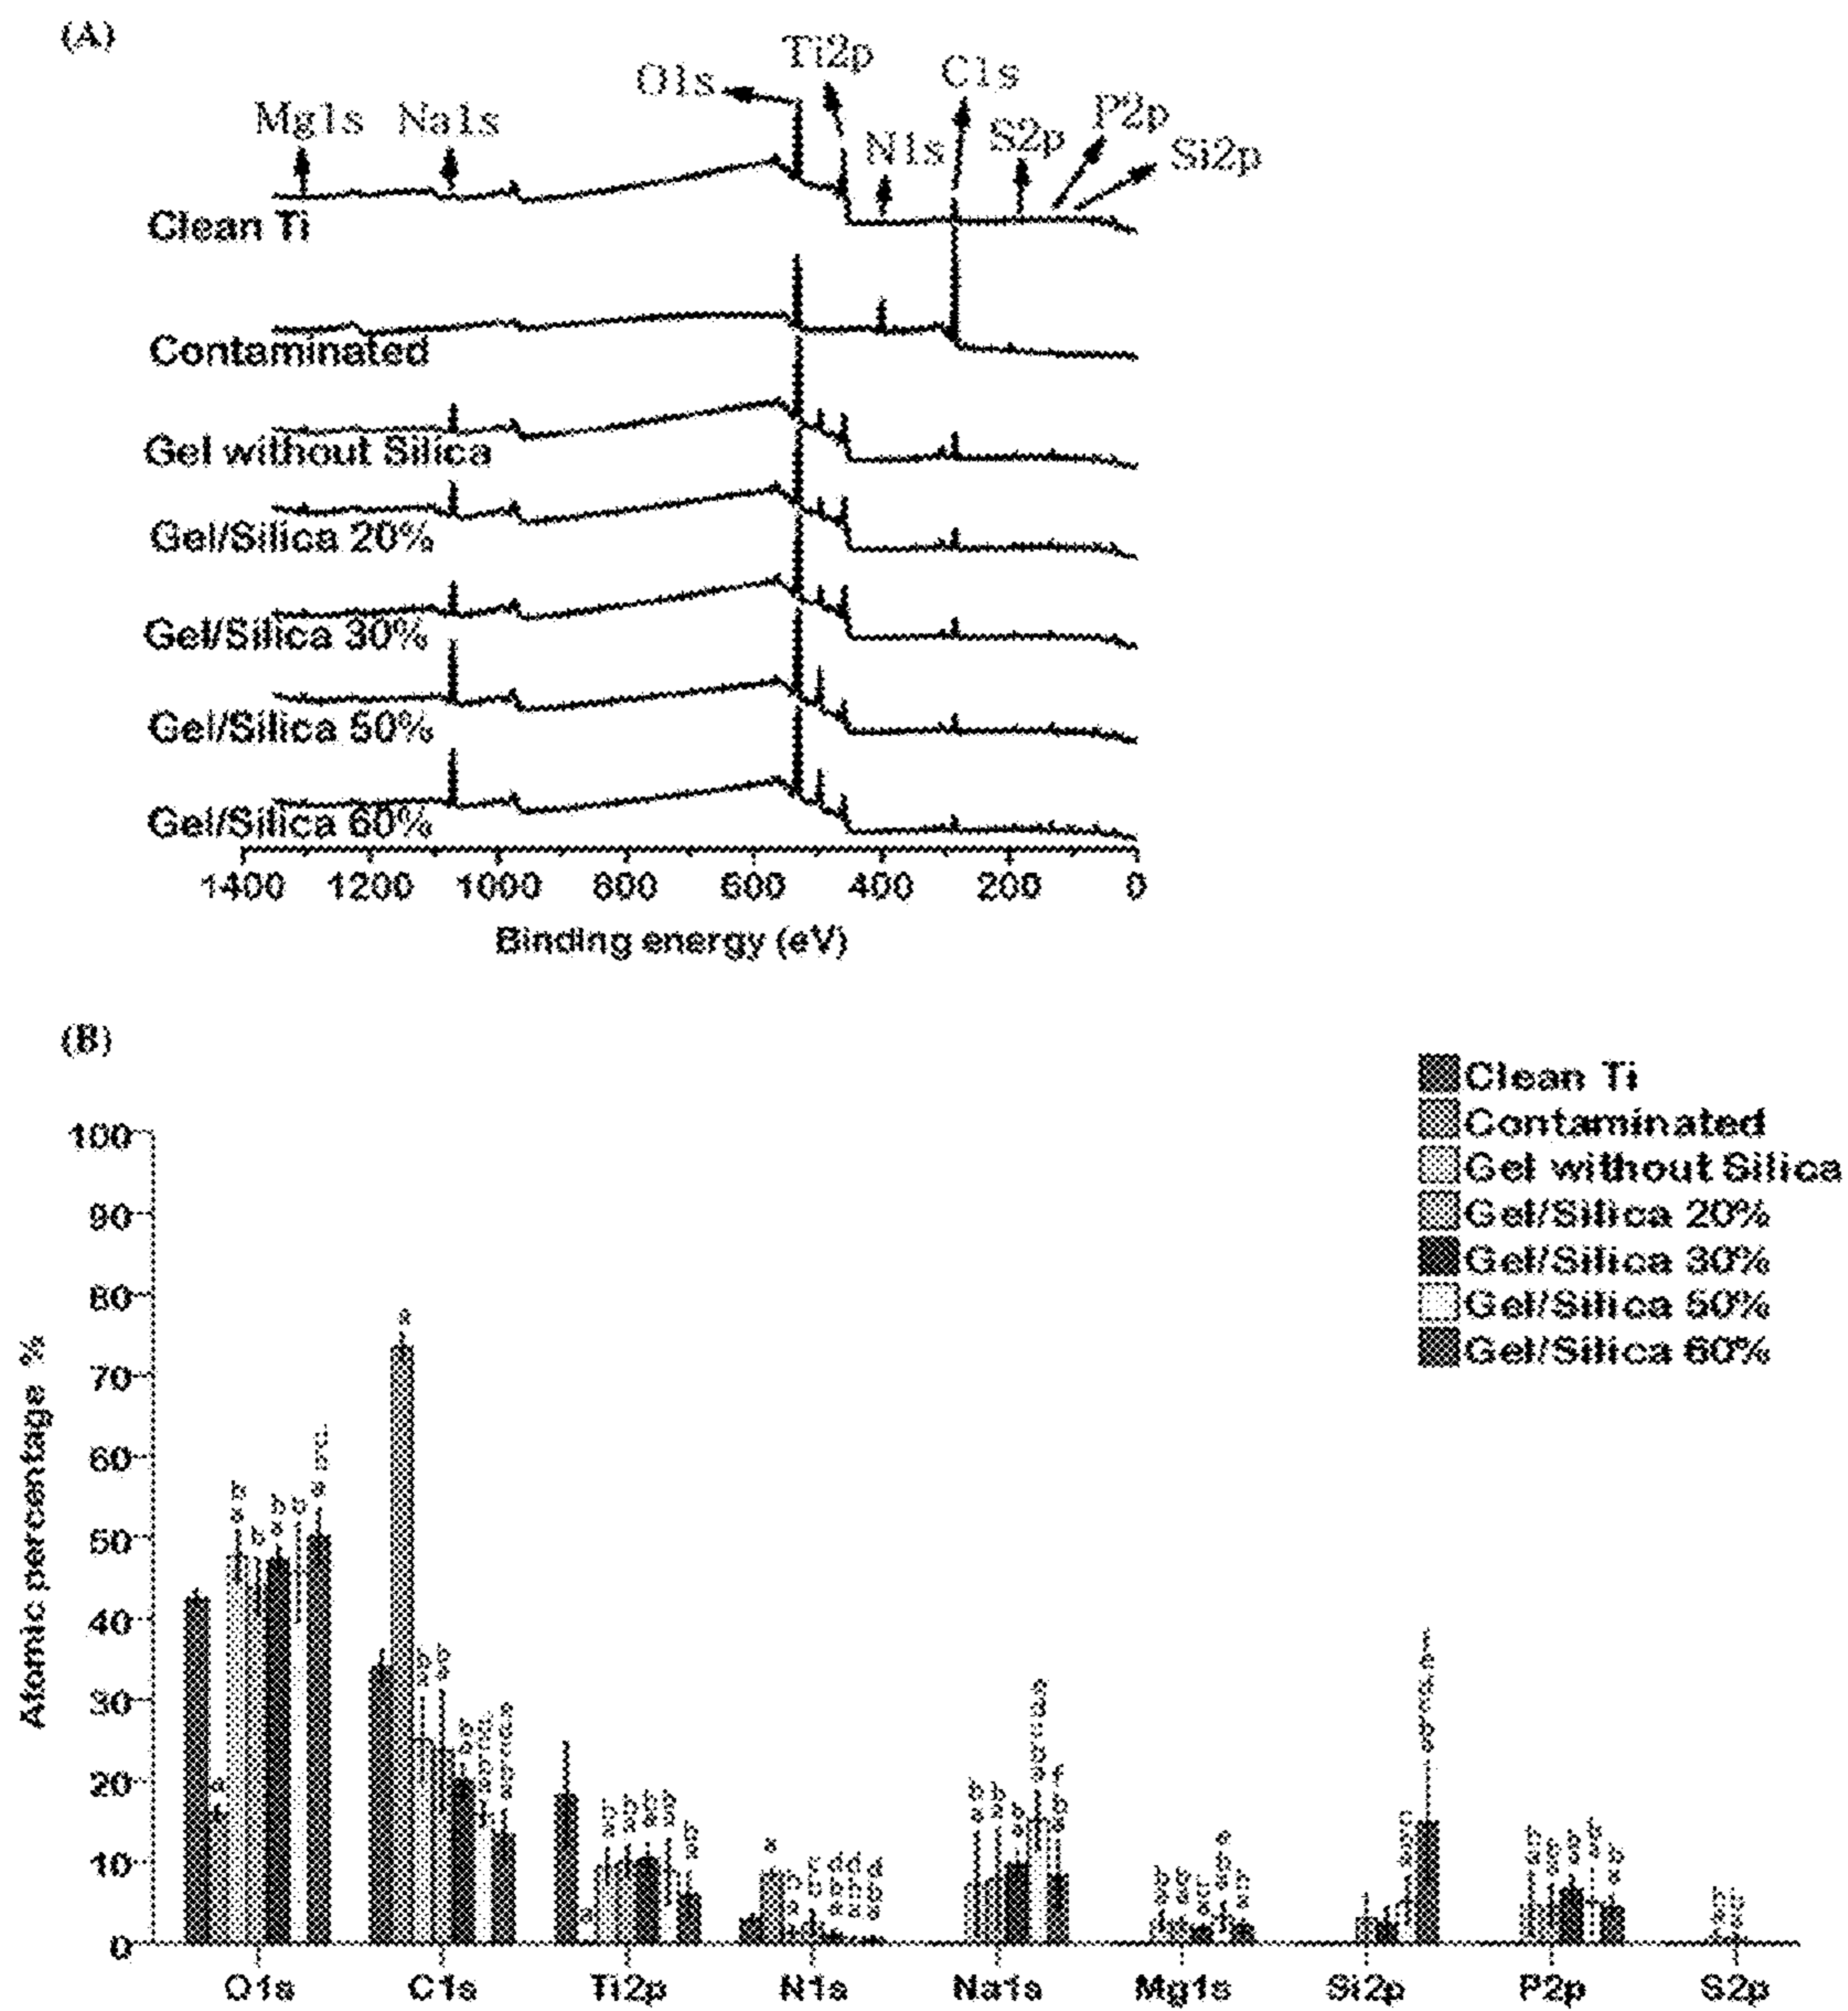 (A)
Mg1s Na1s O1s Ti2p N1s C1s S2p P2p Si2p
Clean Ti
Contaminated
Gel without Silica
Gel/Silica 20%
Gel/Silica 30%
Gel/Silica 50%
Gel/Silica 60%
1400 1200 1000 800 600 400 200 0
Binding energy (eV)
(B)
Clean Ti
Contaminated
Gel without Silica
Gel/Silica 20%
Gel/Silica 30%
Gel/Silica 50%
Gel/Silica 60%
Atomic percentage %
100
90
80
70
60
50
40
30
20
10
0
O1s C1s Ti2p N1s Na1s Mg1s Si2p P2p S2p